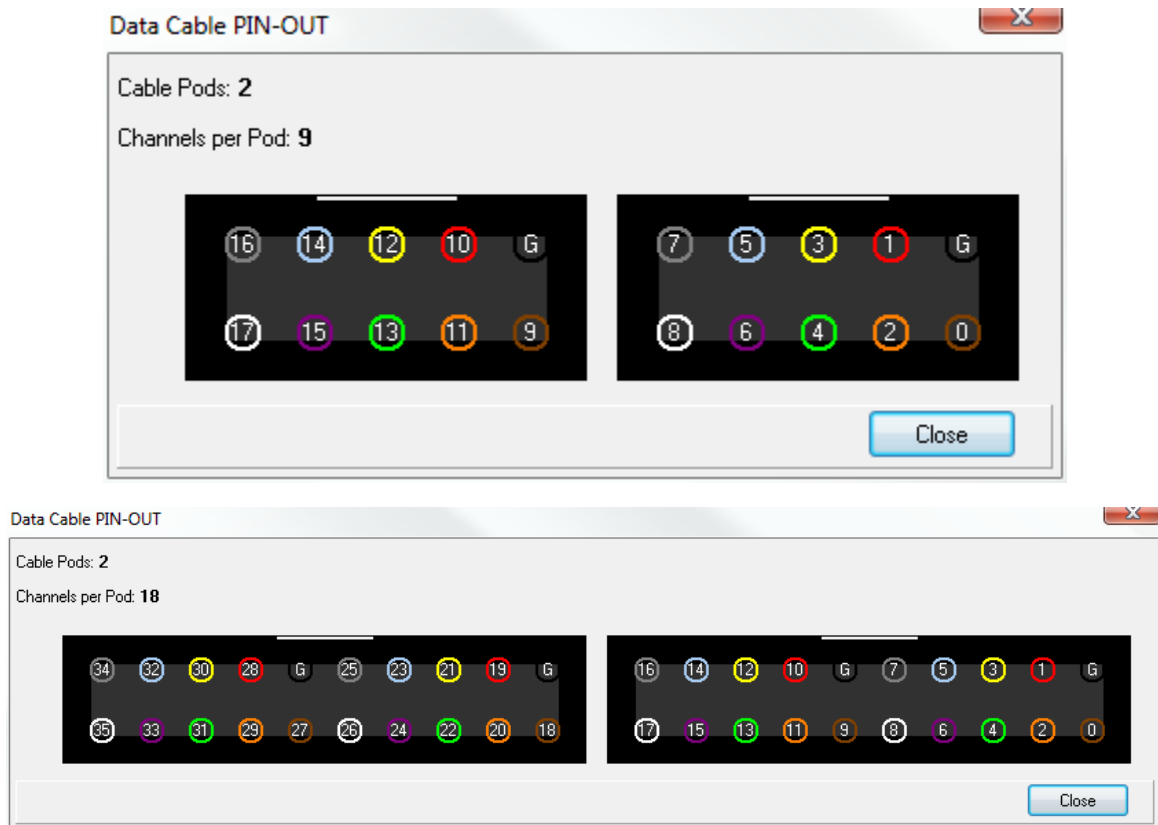 Data Cable PIN-OUT
X
Cable Pods: 2
Channels per Pod: 9
16 14 12 10 G 7 5 3 1 G
17 15 13 11 9 8 6 4 2 0
Close
Data Cable PIN-OUT
X
Cable Pods: 2
Channels per Pod: 18
34 32 30 28 G 25 23 21 19 G 16 14 12 10 G 7 5 3 1 G
35 33 31 29 27 26 24 22 20 18 17 15 13 11 9 8 6 4 2 0
Close